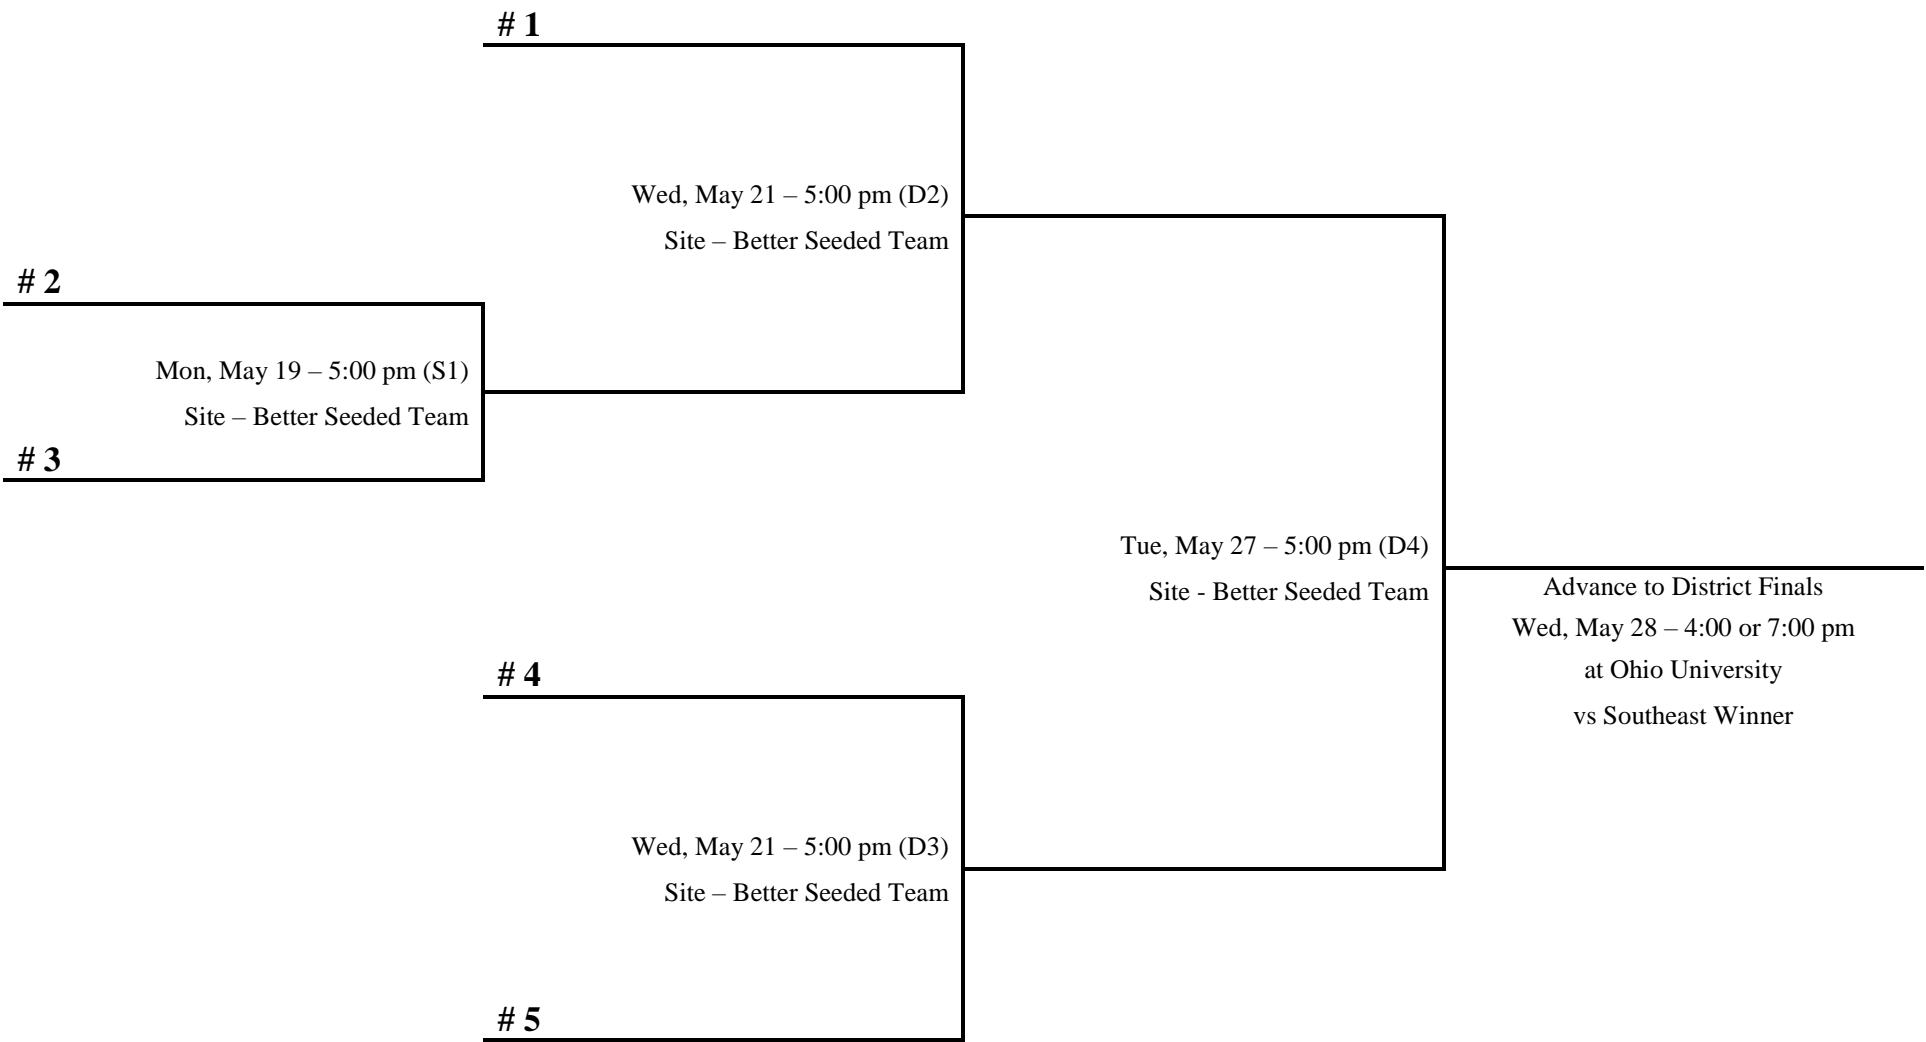 # 1
Wed, May 21 – 5:00 pm (D2)
Site – Better Seeded Team
# 2
Mon, May 19 – 5:00 pm (S1)
Site – Better Seeded Team
# 3
Tue, May 27 – 5:00 pm (D4)
Site - Better Seeded Team
Advance to District Finals
Wed, May 28 – 4:00 or 7:00 pm
at Ohio University
vs Southeast Winner
# 4
Wed, May 21 – 5:00 pm (D3)
Site – Better Seeded Team
# 5